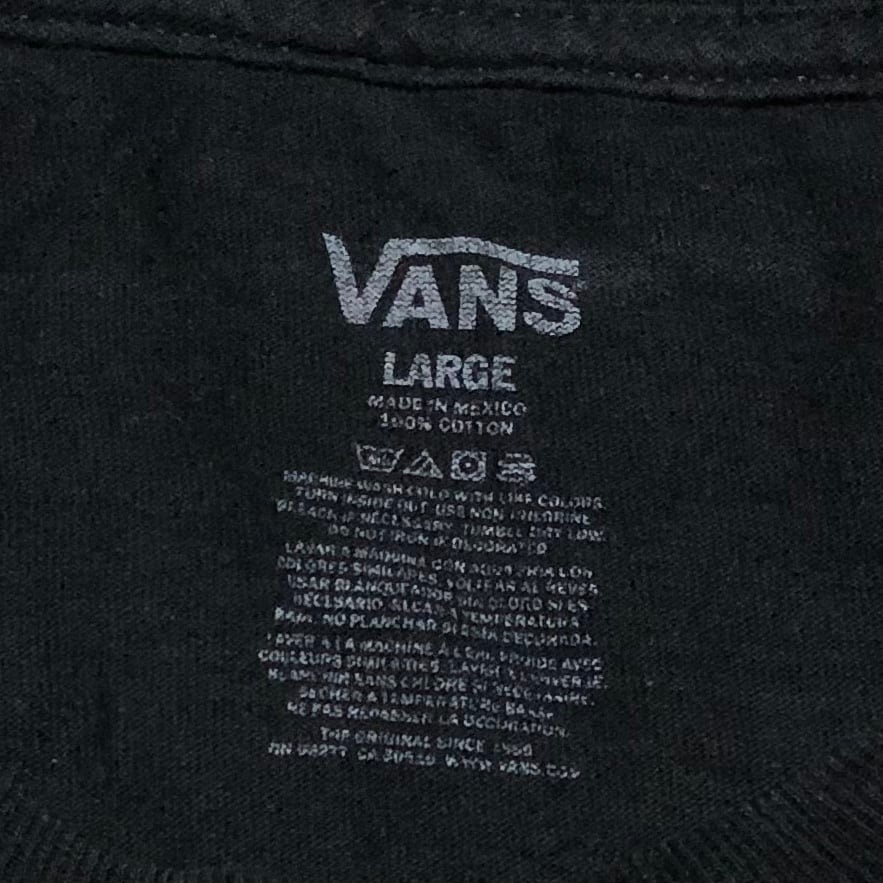 VANS
LARGE
MADE IN MEXICO
100% COTTON
MACHINE WASH COLD WITH LIKE COLORS.
TURN INSIDE OUT. USE NON CHLORINE
BLEACH IF NECESSARY. TUMBLE DRY LOW.
DO NOT IRON IF DECORATED
LAVAR A MAQUINA CON AGUA FRIA CON
COLORES SIMILARES. VOLTEAR AL REVES
USAR BLANQUEADOR SIN CLORO SI ES
NECESARIO. SECAR A TEMPERATURA
BAJA. NO PLANCHAR SI ESTA DECORADA.
LAVER A LA MACHINE A L'EAU FROIDE AVEC
COULEURS SIMILAIRES. LAVER
SANS CHLORE SI NECESSAIRE.
SECHER A TEMPERATURE BASSE
NE PAS REPASSER LA DECORATION.
THE ORIGINAL SINCE 1966
WWW.VANS.COM